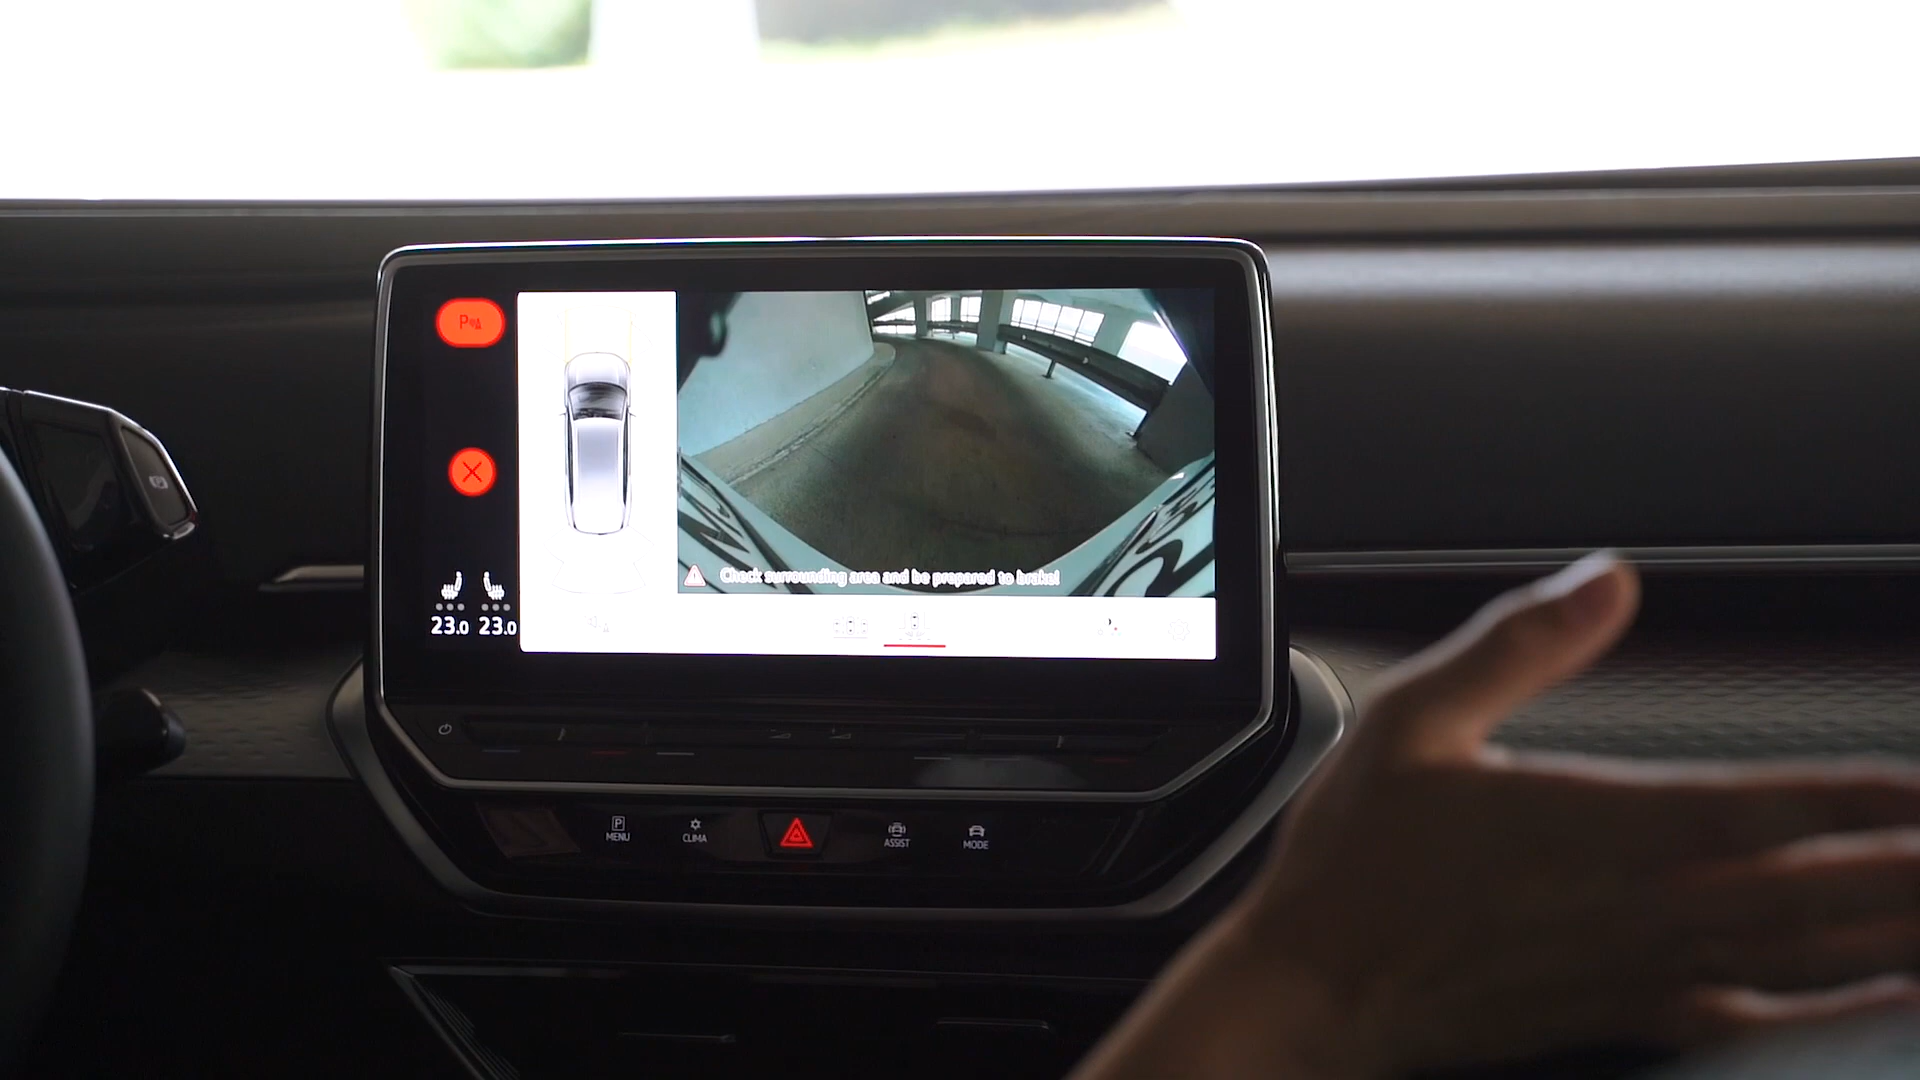 P
Check surrounding area and be prepared to brake!
23.0 23.0
P
MENU
CLIMA
ASSIST
MODE